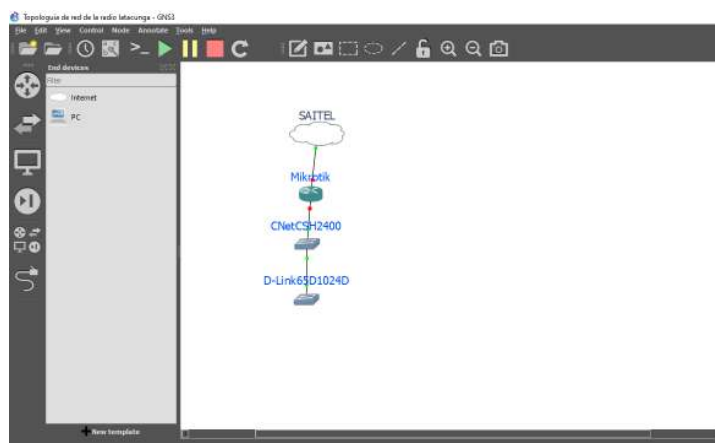 Topologuia de red de la radio latacunga - GNS3
File Edit View Control Node Annotate Tools Help
End devices
Filter
Internet
PC
New template
SAITEL
Mikrotik
CNetCSH2400
D-Link65D1024D